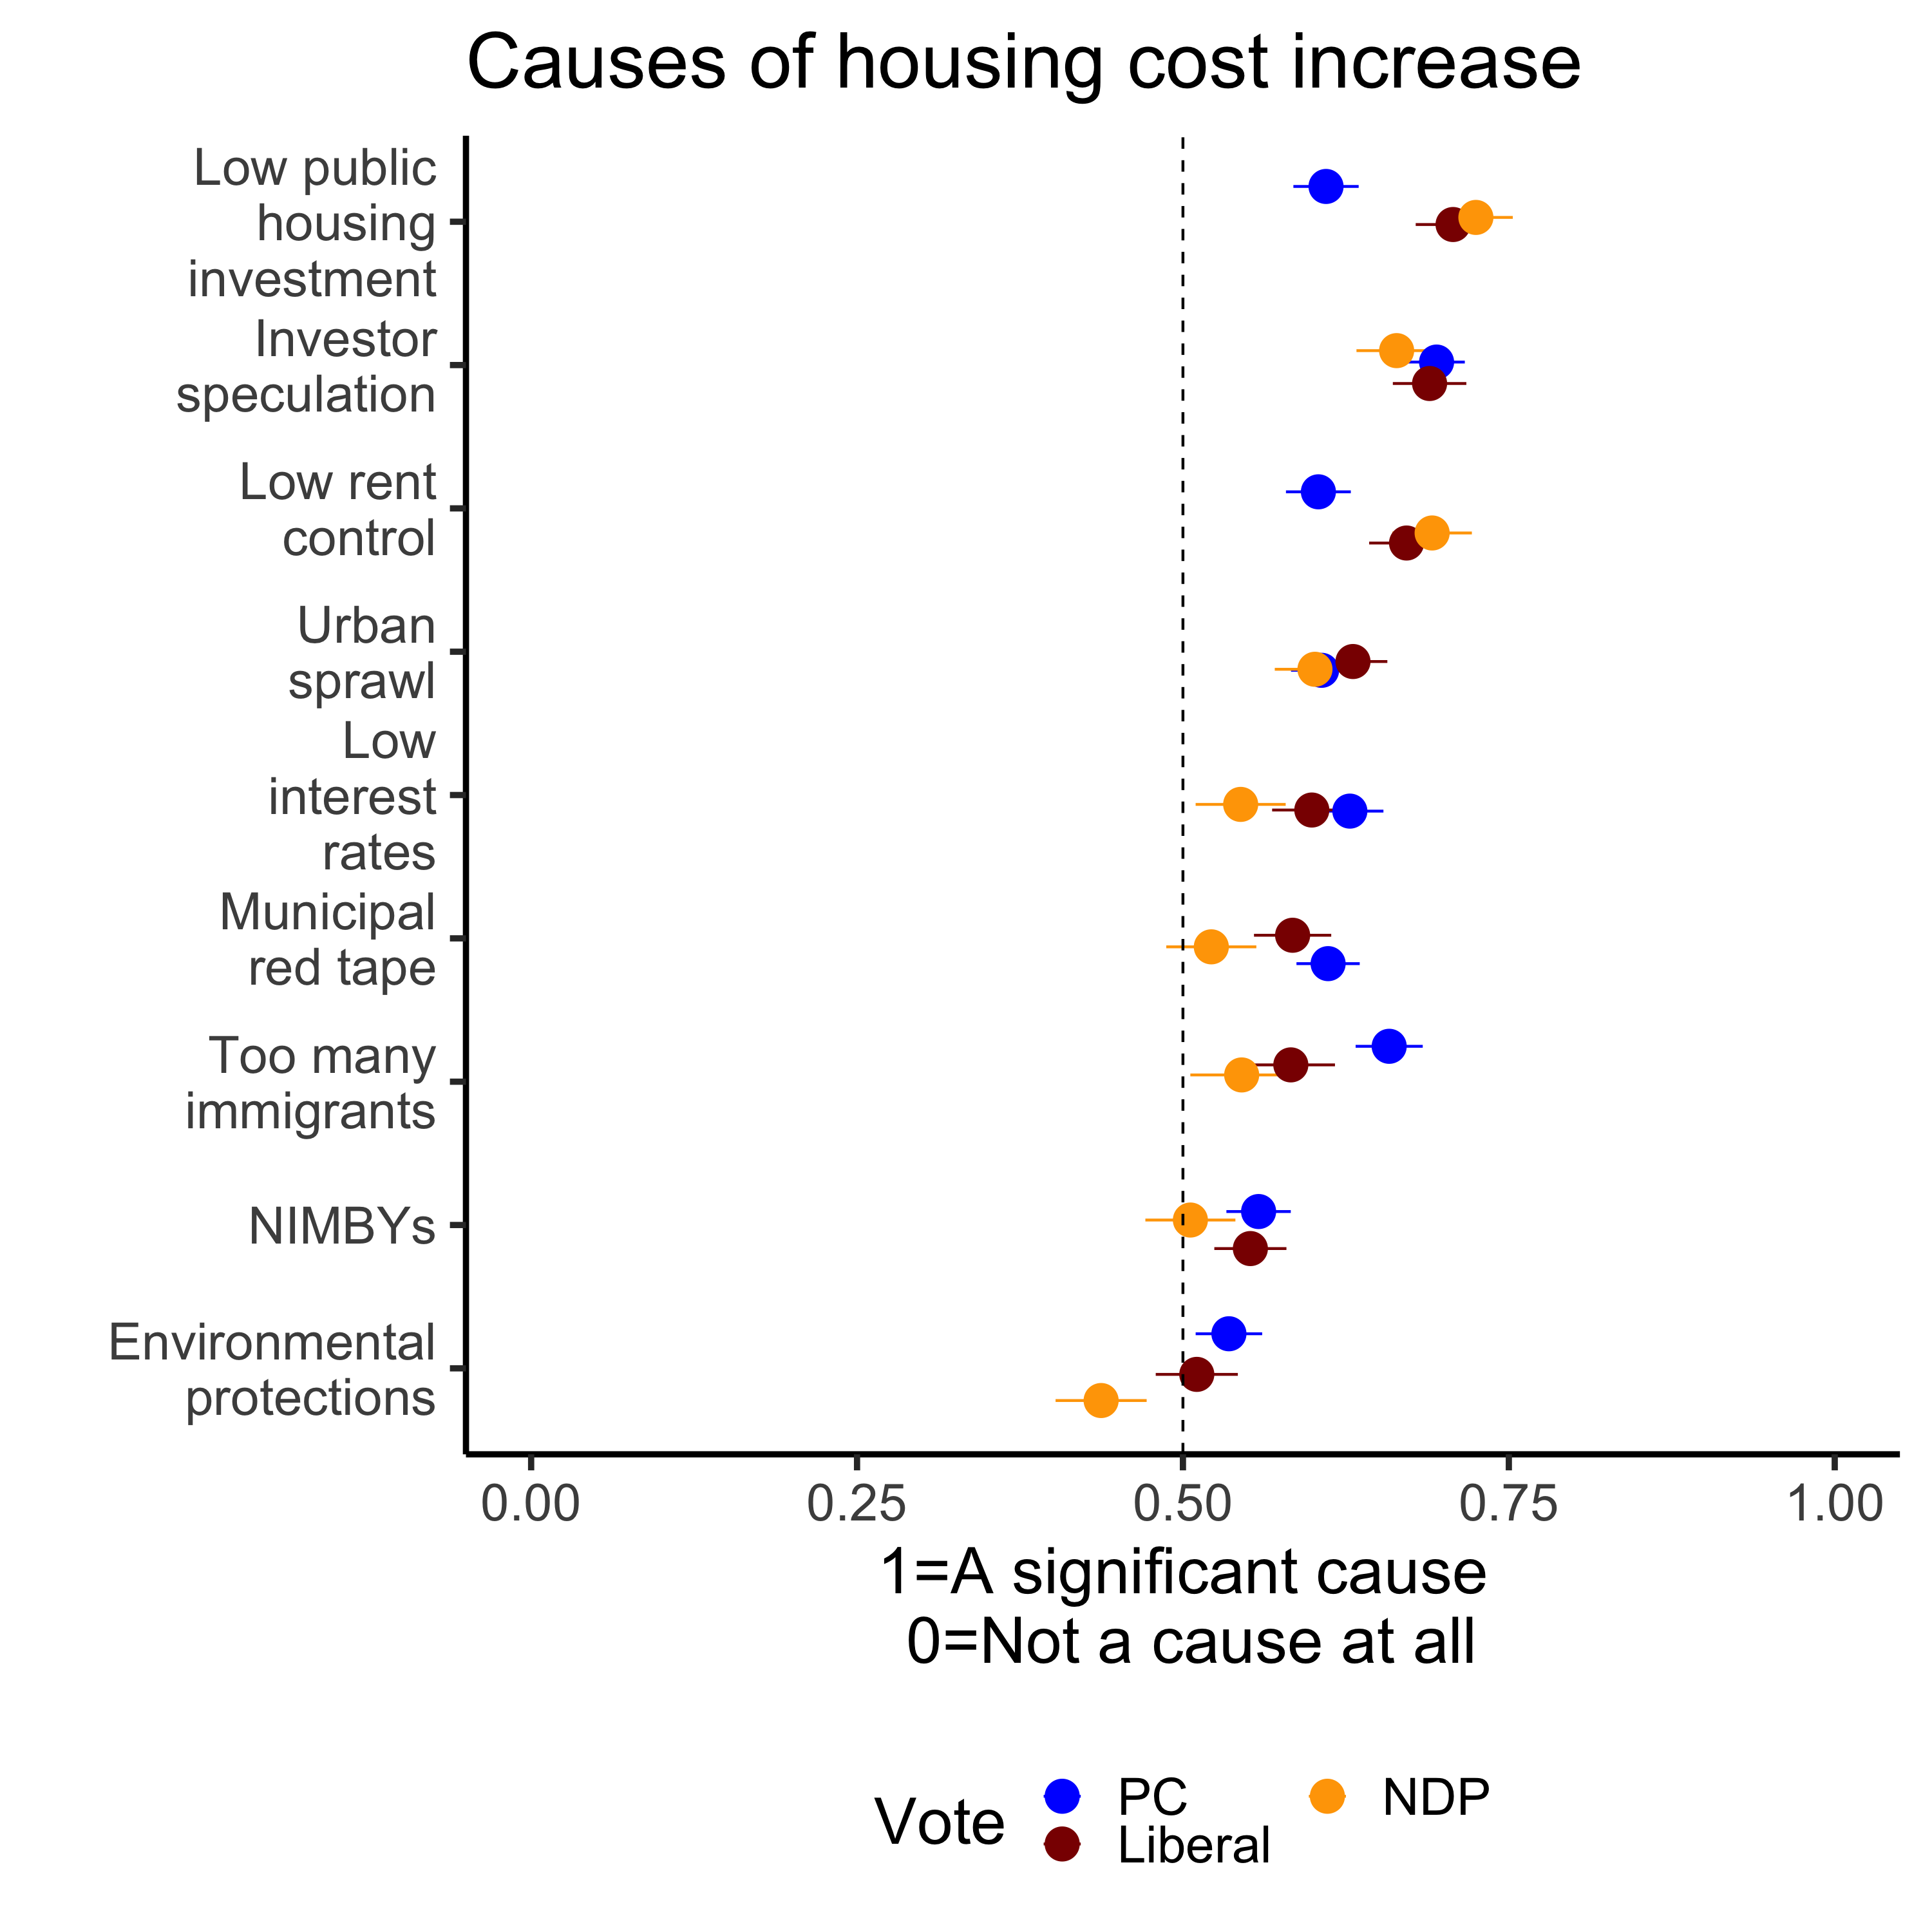 Causes of housing cost increase
Low public
housing
investment
Investor
speculation
Low rent
control
Urban
sprawl
Low
interest
rates
Municipal
red tape
Too many
immigrants
NIMBYs
Environmental
protections
0.00 0.25 0.50 0.75 1.00
1=A significant cause
0=Not a cause at all
Vote
PC NDP
Liberal